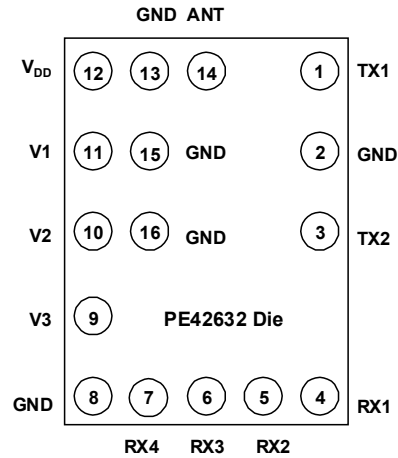 GND ANT
V_DD 12 13 14 1 TX1
V1 11 15 GND 2 GND
V2 10 16 GND 3 TX2
V3 9 PE42632 Die
GND 8 7 6 5 4 RX1
RX4 RX3 RX2